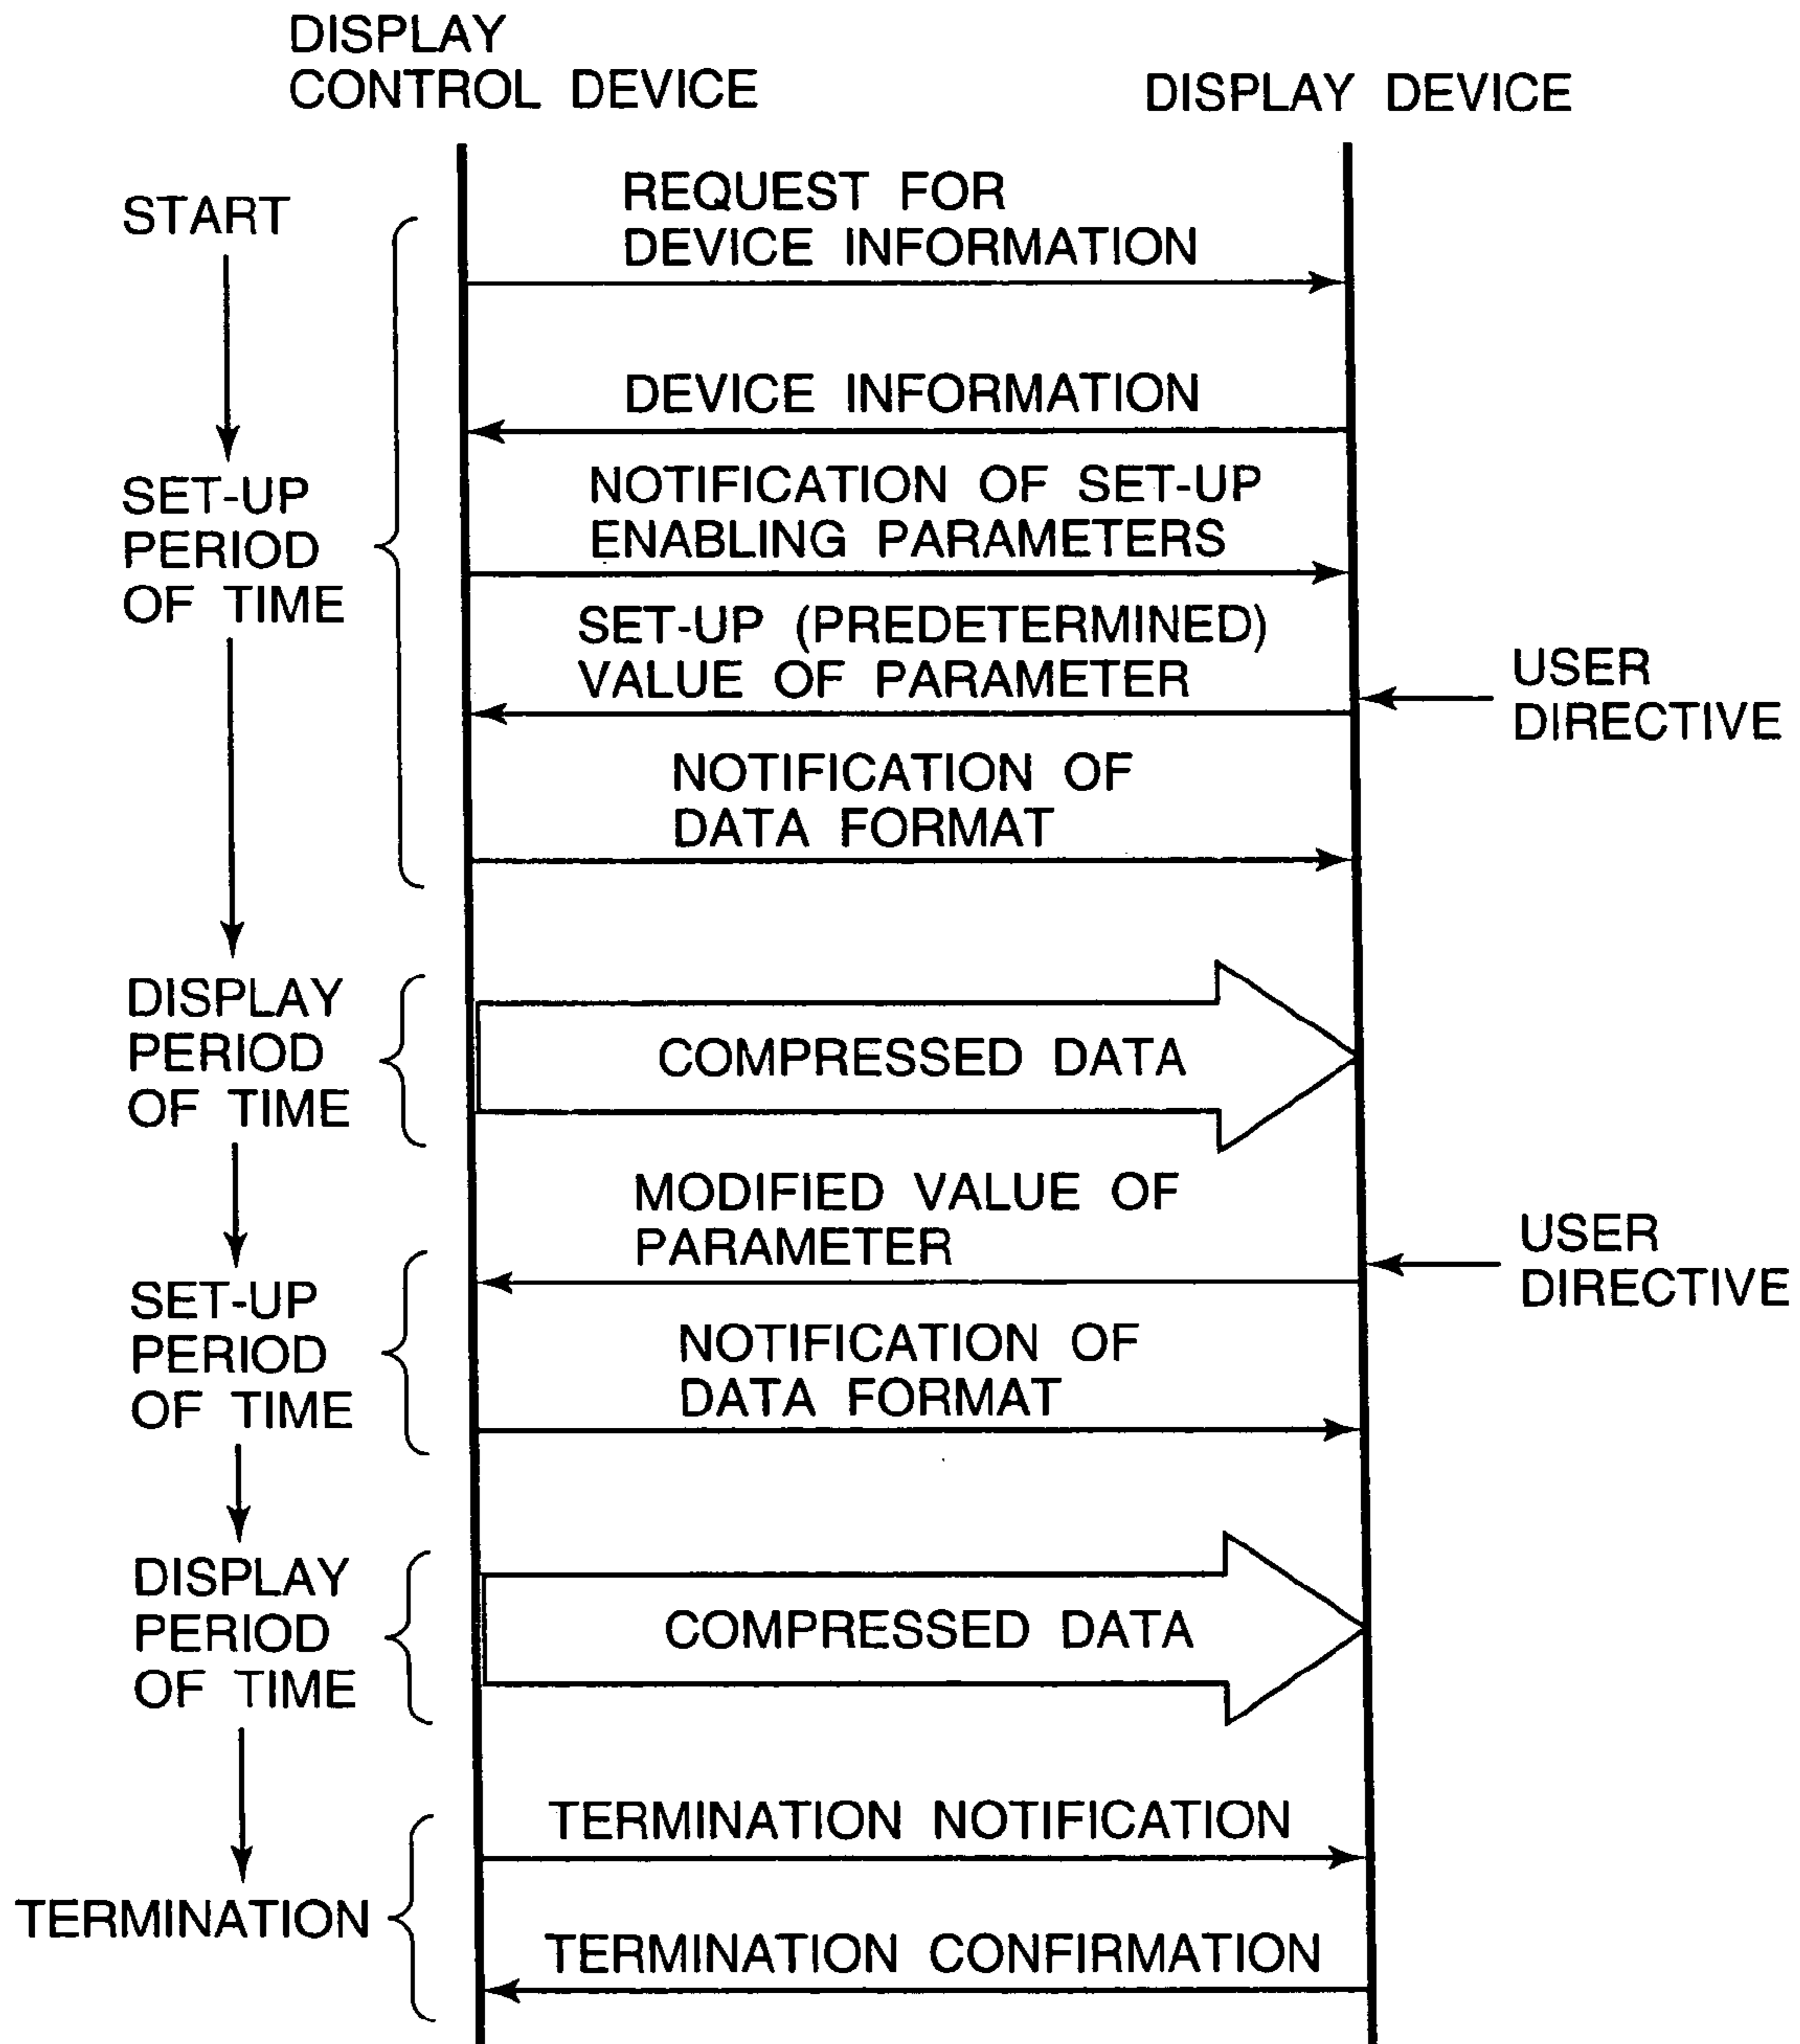 DISPLAY
CONTROL DEVICE
DISPLAY DEVICE
START
REQUEST FOR
DEVICE INFORMATION
DEVICE INFORMATION
SET-UP
PERIOD
OF TIME
NOTIFICATION OF SET-UP
ENABLING PARAMETERS
SET-UP (PREDETERMINED)
VALUE OF PARAMETER
USER
DIRECTIVE
NOTIFICATION OF
DATA FORMAT
DISPLAY
PERIOD
OF TIME
COMPRESSED DATA
MODIFIED VALUE OF
PARAMETER
USER
DIRECTIVE
SET-UP
PERIOD
OF TIME
NOTIFICATION OF
DATA FORMAT
DISPLAY
PERIOD
OF TIME
COMPRESSED DATA
TERMINATION NOTIFICATION
TERMINATION
TERMINATION CONFIRMATION